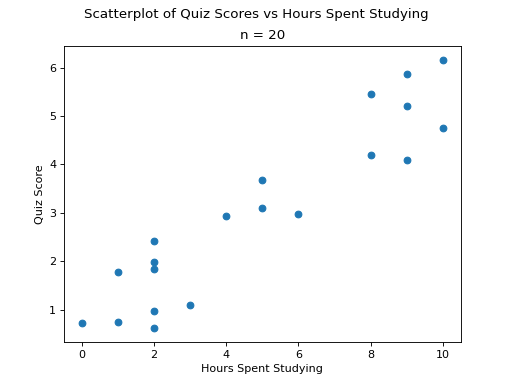 Scatterplot of Quiz Scores vs Hours Spent Studying
n = 20
6
5
4
3
2
1
Quiz Score
0 2 4 6 8 10
Hours Spent Studying